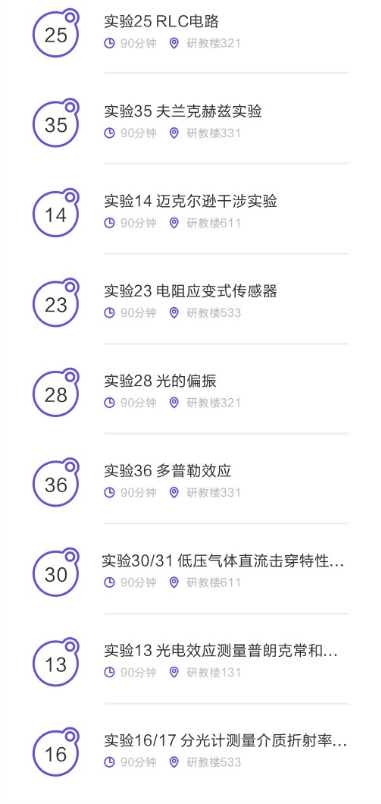 25
实验25 RLC电路
90分钟 研教楼321
35
实验35 夫兰克赫兹实验
90分钟 研教楼331
14
实验14 迈克尔逊干涉实验
90分钟 研教楼611
23
实验23 电阻应变式传感器
90分钟 研教楼533
28
实验28 光的偏振
90分钟 研教楼321
36
实验36 多普勒效应
90分钟 研教楼331
30
实验30/31 低压气体直流击穿特性...
90分钟 研教楼611
13
实验13 光电效应测量普朗克常和...
90分钟 研教楼131
16
实验16/17 分光计测量介质折射率...
90分钟 研教楼533